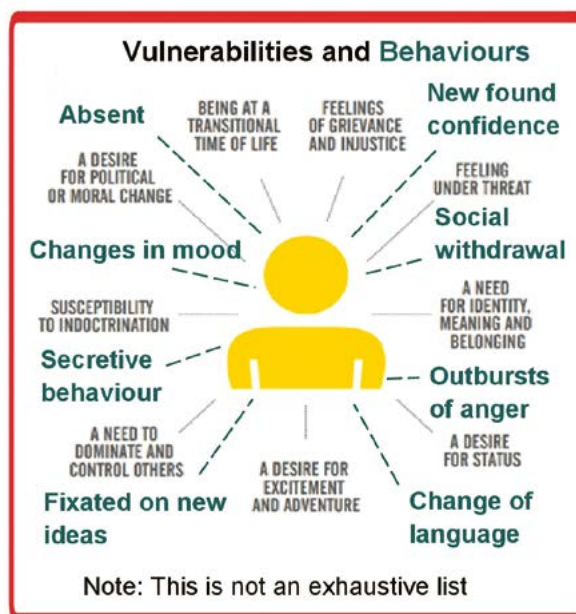 Vulnerabilities and Behaviours
Absent
BEING AT A
TRANSITIONAL
TIME OF LIFE
FEELINGS
OF GRIEVANCE
AND INJUSTICE
New found
confidence
A DESIRE
FOR POLITICAL
OR MORAL CHANGE
FEELING
UNDER THREAT
Changes in mood
Social
withdrawal
SUSCEPTIBILITY
TO INDOCTRINATION
A NEED
FOR IDENTITY,
MEANING AND
BELONGING
Secretive
behaviour
Outbursts
of anger
A NEED TO
DOMINATE AND
CONTROL OTHERS
A DESIRE FOR
EXCITEMENT
AND ADVENTURE
A DESIRE
FOR STATUS
Fixated on new
ideas
Change of
language
Note: This is not an exhaustive list